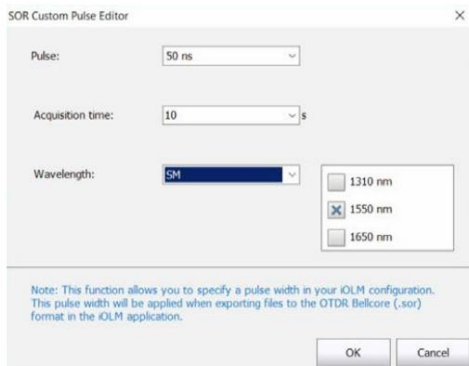 SOR Custom Pulse Editor
Pulse: 50 ns
Acquisition time: 10 s
Wavelength: SM
1310 nm
1550 nm
1650 nm
Note: This function allows you to specify a pulse width in your iOLM configuration.
This pulse width will be applied when exporting files to the OTDR Bellcore (.sor)
format in the iOLM application.
OK Cancel